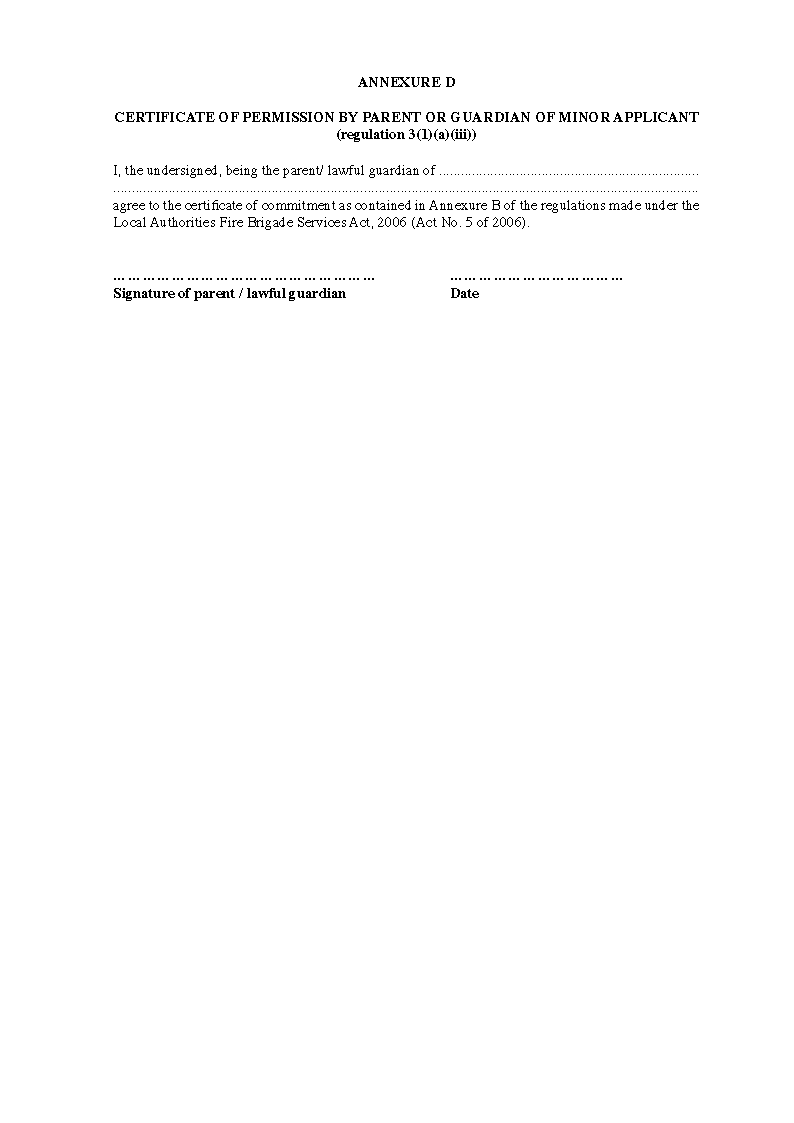 ANNEXURE D
CERTIFICATE OF PERMISSION BY PARENT OR GUARDIAN OF MINOR APPLICANT
(regulation 3(1)(a)(iii))
I, the undersigned, being the parent/ lawful guardian of .......................................................................
................................................................................................................................................................
agree to the certificate of commitment as contained in Annexure B of the regulations made under the
Local Authorities Fire Brigade Services Act, 2006 (Act No. 5 of 2006).
……………………………………………… ………………………………
Signature of parent / lawful guardian Date